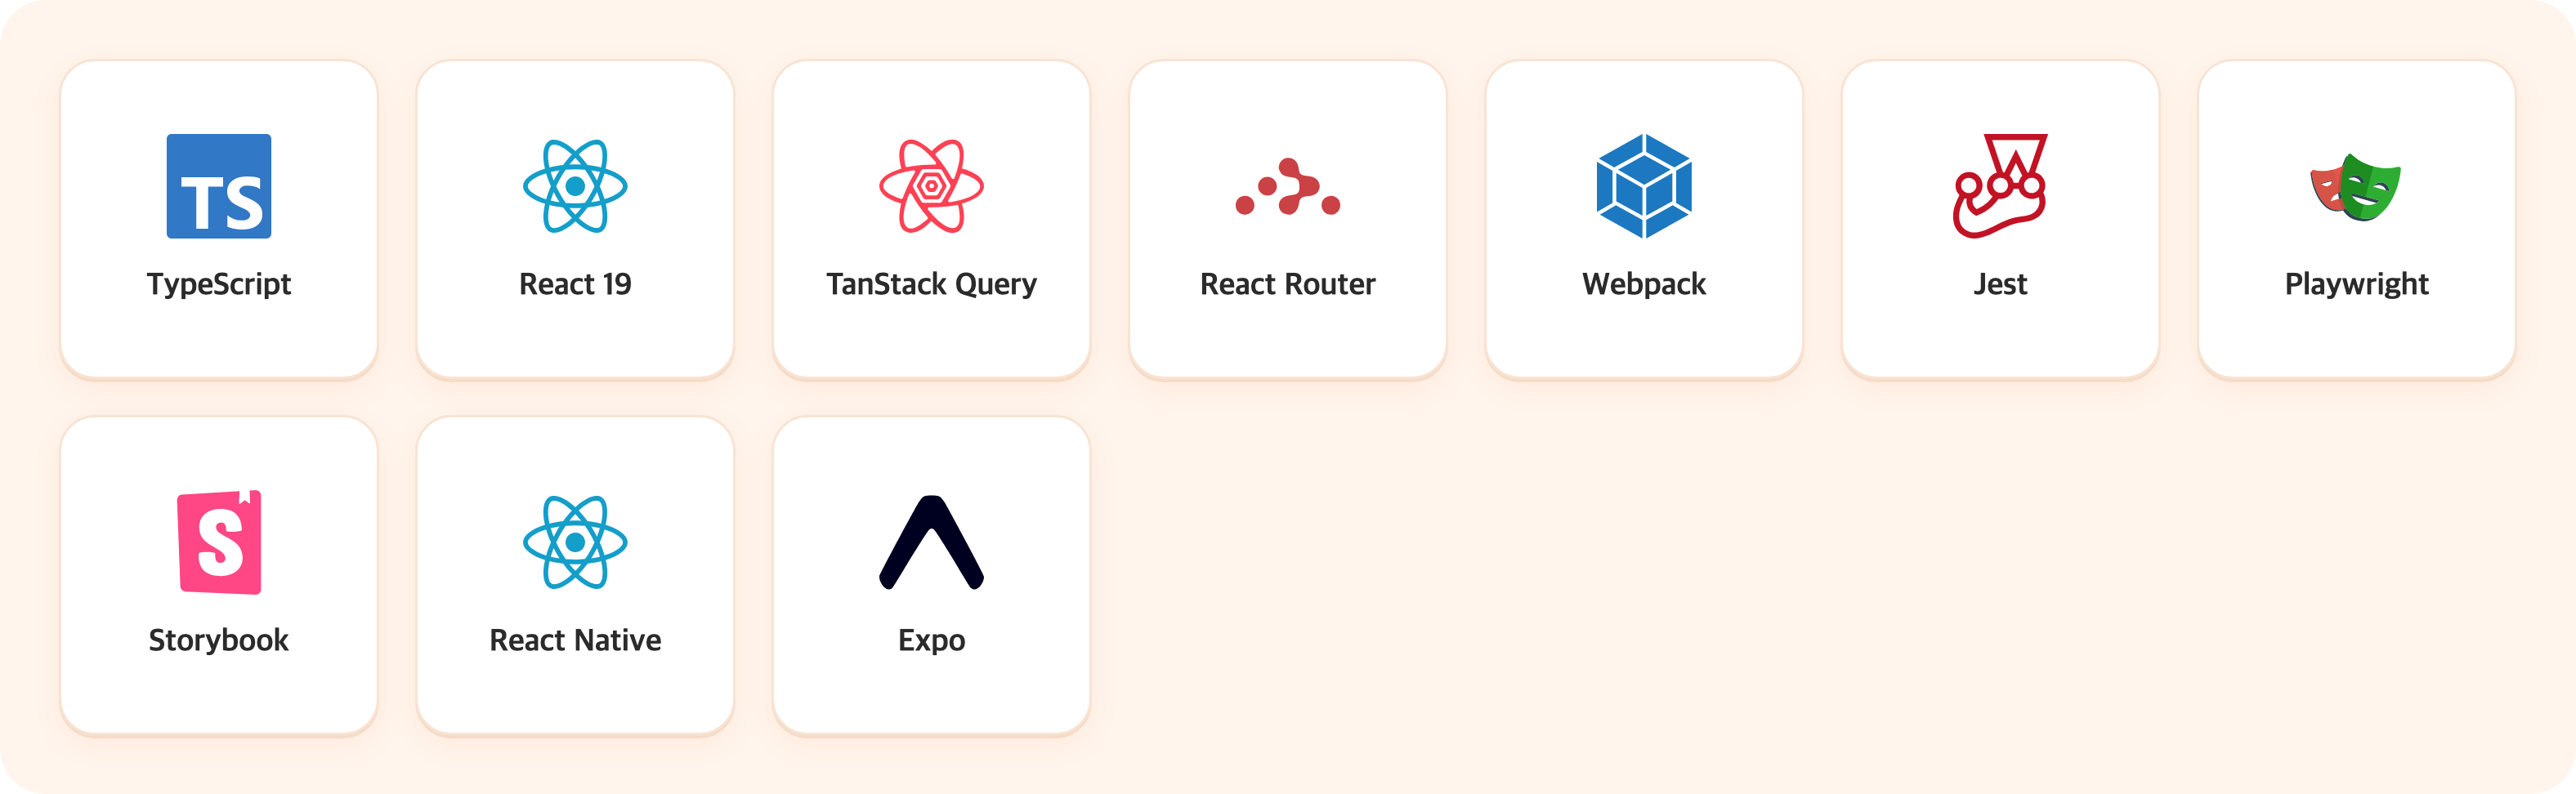 TS
TypeScript
React 19
TanStack Query
React Router
Webpack
Jest
Playwright
S
Storybook
React Native
Expo